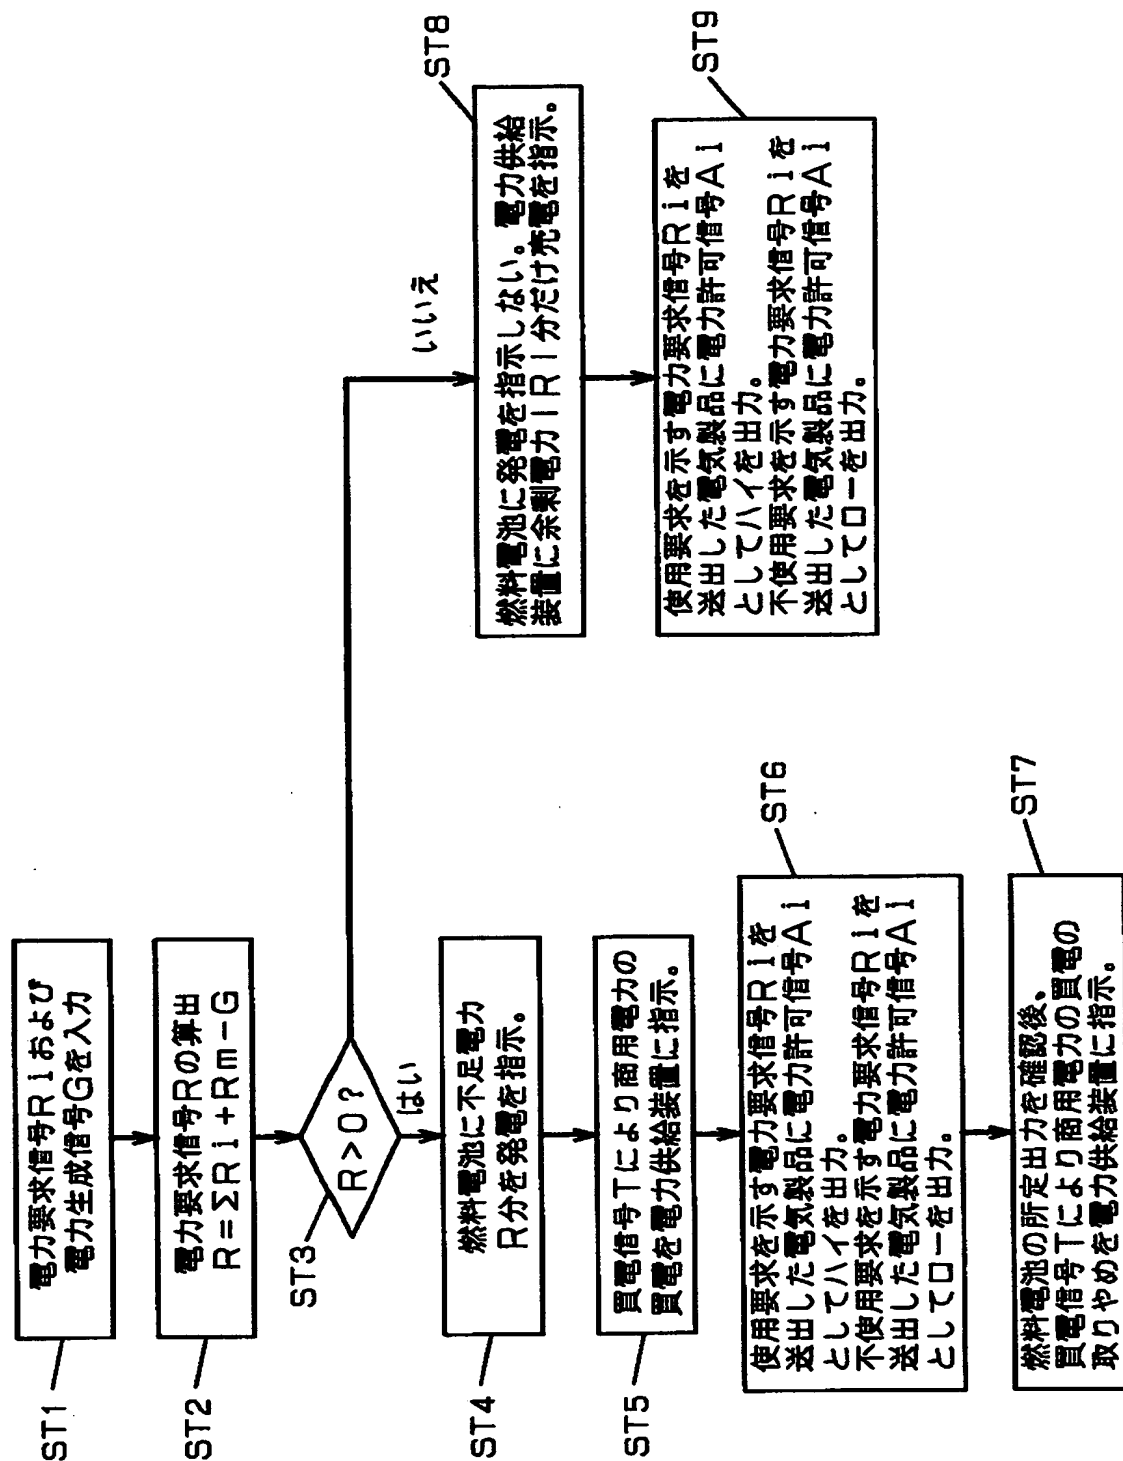 ST1
電力要求信号Riおよび
電力生成信号Gを入力
ST2
電力要求信号Rの算出
R=ΣRi+Rm-G
ST3
R>0?
はい
いいえ
ST4
燃料電池に不足電力
R分を発電を指示。
ST5
買電信号Tにより商用電力の
買電を電力供給装置に指示。
ST6
使用要求を示す電力要求信号Riを
送出した電気製品に電力許可信号Ai
としてハイを出力。
不使用要求を示す電力要求信号Riを
送出した電気製品に電力許可信号Ai
としてローを出力。
ST7
燃料電池の所定出力を確認後、
買電信号Tにより商用電力の買電の
取りやめを電力供給装置に指示。
ST8
燃料電池に発電を指示しない。電力供給
装置に余剰電力|R|分だけ売電を指示。
ST9
使用要求を示す電力要求信号Riを
送出した電気製品に電力許可信号Ai
としてハイを出力。
不使用要求を示す電力要求信号Riを
送出した電気製品に電力許可信号Ai
としてローを出力。